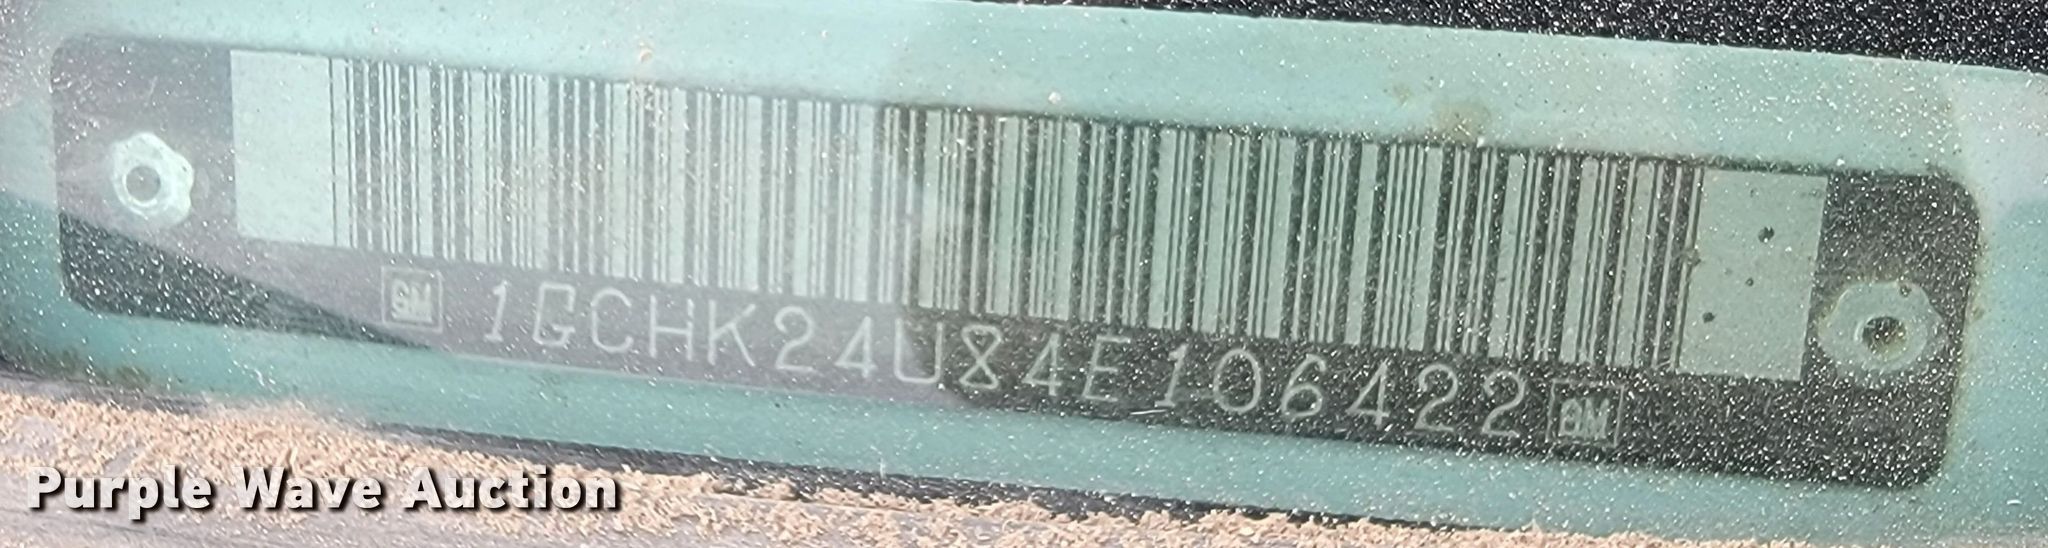 GM 1GCHK24U84E106422 GM
Purple Wave Auction